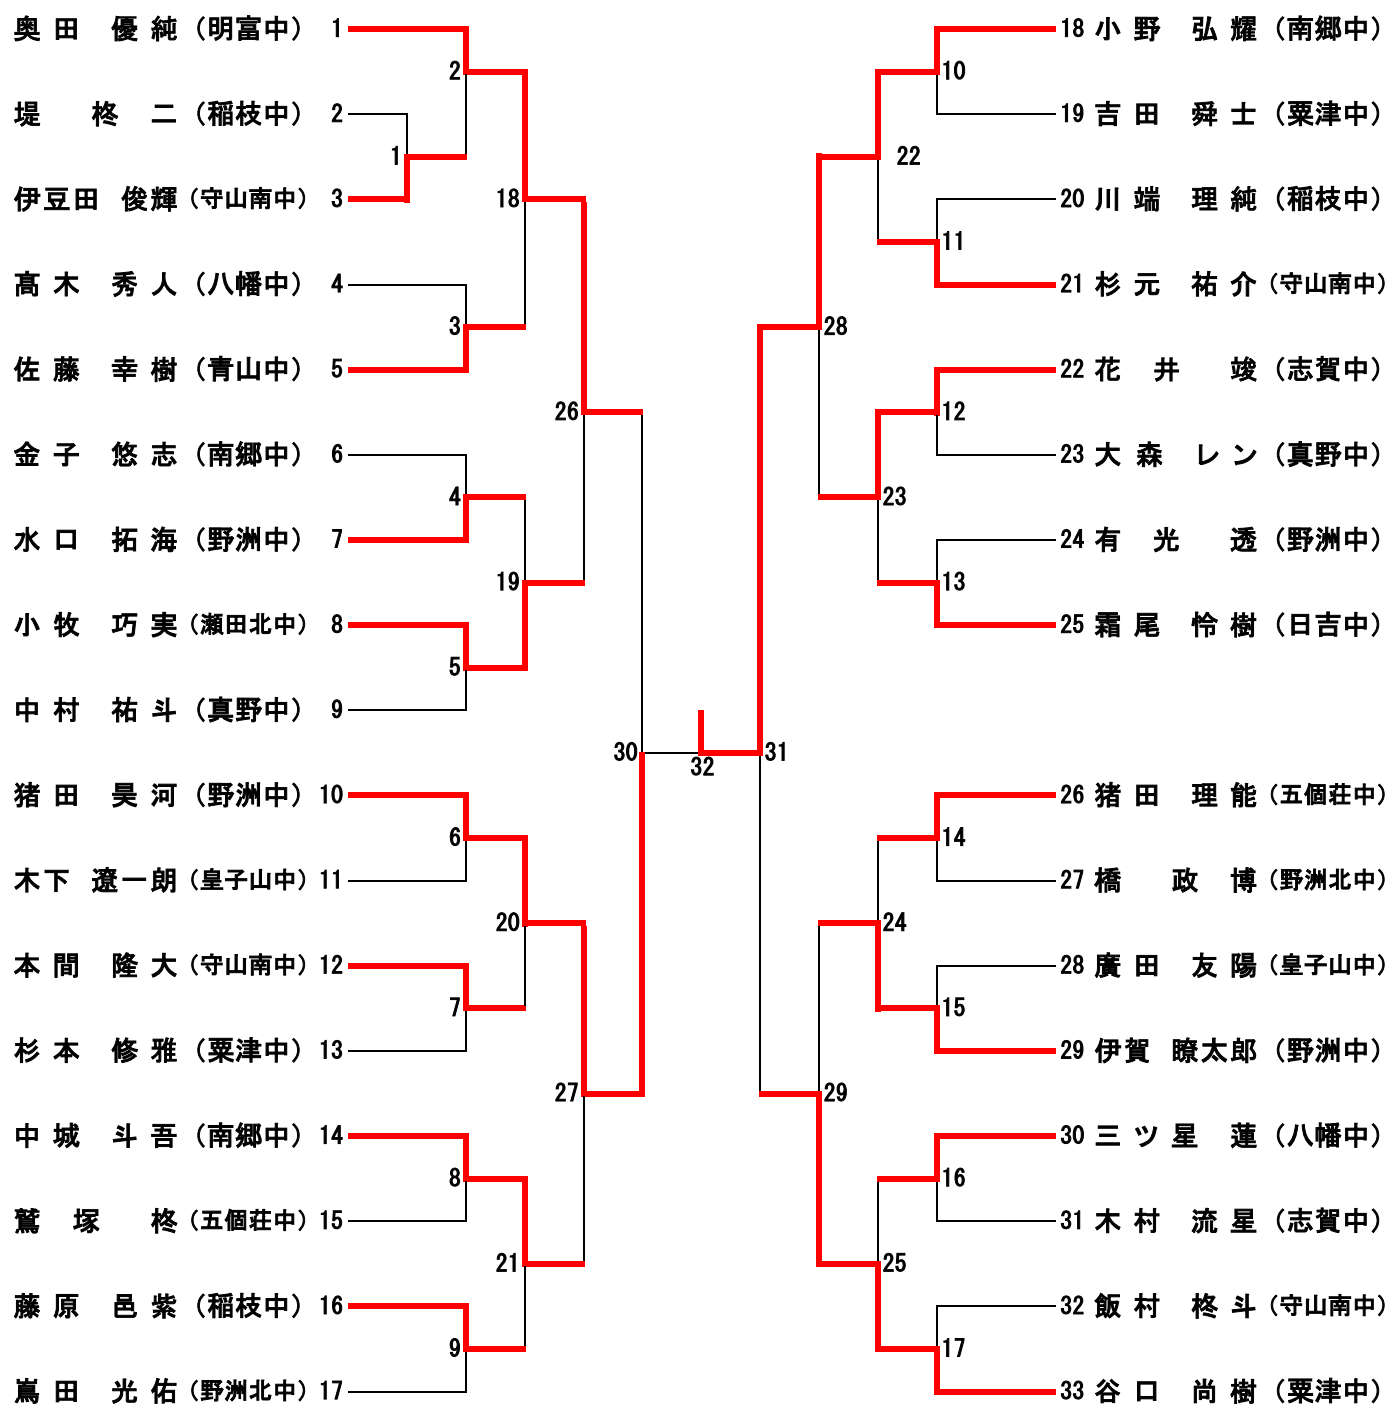 奥田 優純（明富中） 1
堤 柊二（稲枝中） 2
伊豆田 俊輝（守山南中） 3
髙木 秀人（八幡中） 4
佐藤 幸樹（青山中） 5
金子 悠志（南郷中） 6
水口 拓海（野洲中） 7
小牧 巧実（瀬田北中） 8
中村 祐斗（真野中） 9
猪田 昊河（野洲中） 10
木下 遼一朗（皇子山中） 11
本間 隆大（守山南中） 12
杉本 修雅（粟津中） 13
中城 斗吾（南郷中） 14
鷲塚 柊（五個荘中） 15
藤原 邑紫（稲枝中） 16
嶌田 光佑（野洲北中） 17
2
1
18
3
26
4
19
5
30
6
20
7
27
8
21
9
32
31
10
22
11
28
12
23
13
14
24
15
29
16
25
17
18 小野 弘耀（南郷中）
19 吉田 舜士（粟津中）
20 川端 理純（稲枝中）
21 杉元 祐介（守山南中）
22 花井 竣（志賀中）
23 大森 レン（真野中）
24 有光 透（野洲中）
25 霜尾 怜樹（日吉中）
26 猪田 理能（五個荘中）
27 橋 政博（野洲北中）
28 廣田 友陽（皇子山中）
29 伊賀 瞭太郎（野洲中）
30 三ツ星 蓮（八幡中）
31 木村 流星（志賀中）
32 飯村 柊斗（守山南中）
33 谷口 尚樹（粟津中）